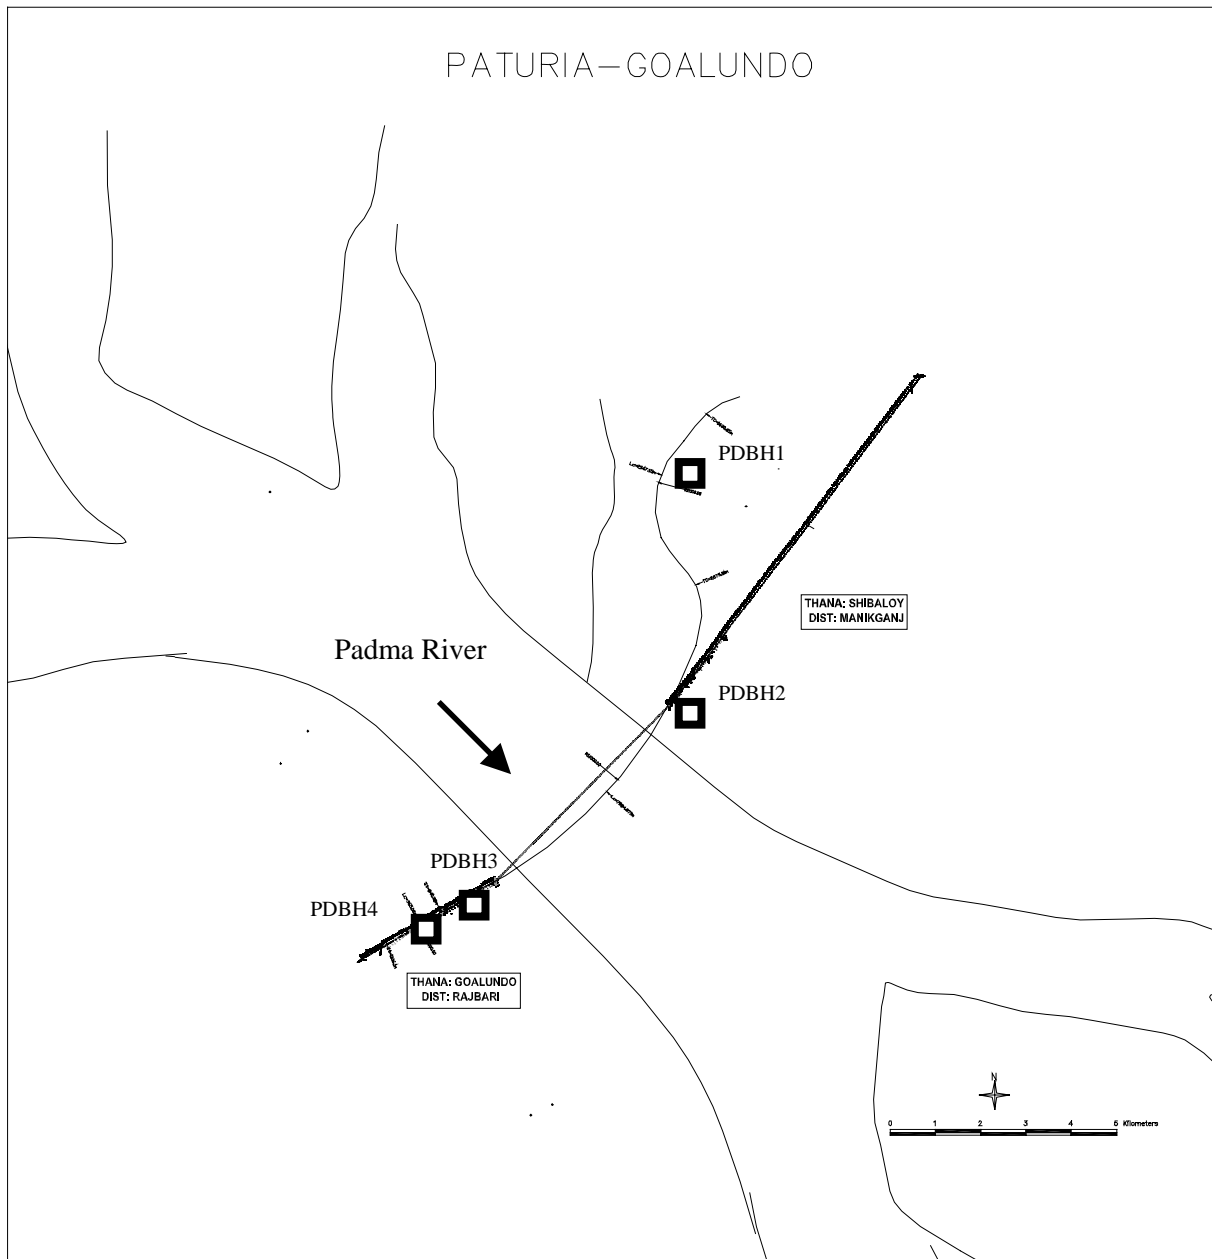 PATURIA-GOALUNDO
PDBH1
THANA: SHIBALOY
DIST: MANIKGANJ
Padma River
PDBH2
PDBH3
PDBH4
THANA: GOALUNDO
DIST: RAJBARI
N
0 1 2 3 4 5 Kilometers